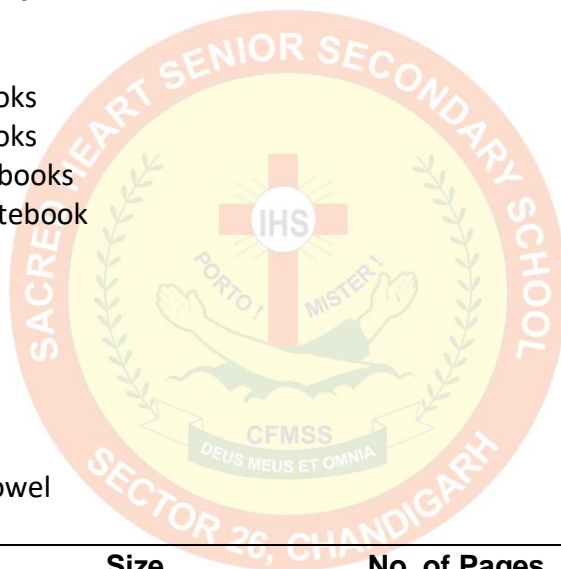 oks
oks
books
tebook
SACRED HEART SENIOR SECONDARY SCHOOL
IHS
PORTO ! MISTER !
CFMSS
DEUS MEUS ET OMNIA
owel
SECTOR 26, CHANDIGARH
Size No. of Pages